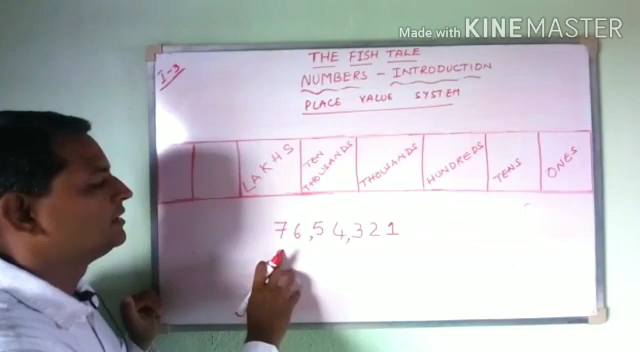 Made with KINEMASTER
I-3
THE FISH TALE
NUMBERS - INTRODUCTION
PLACE VALUE SYSTEM
LAKHS TEN THOUSANDS THOUSANDS HUNDREDS TENS ONES
76,54,321